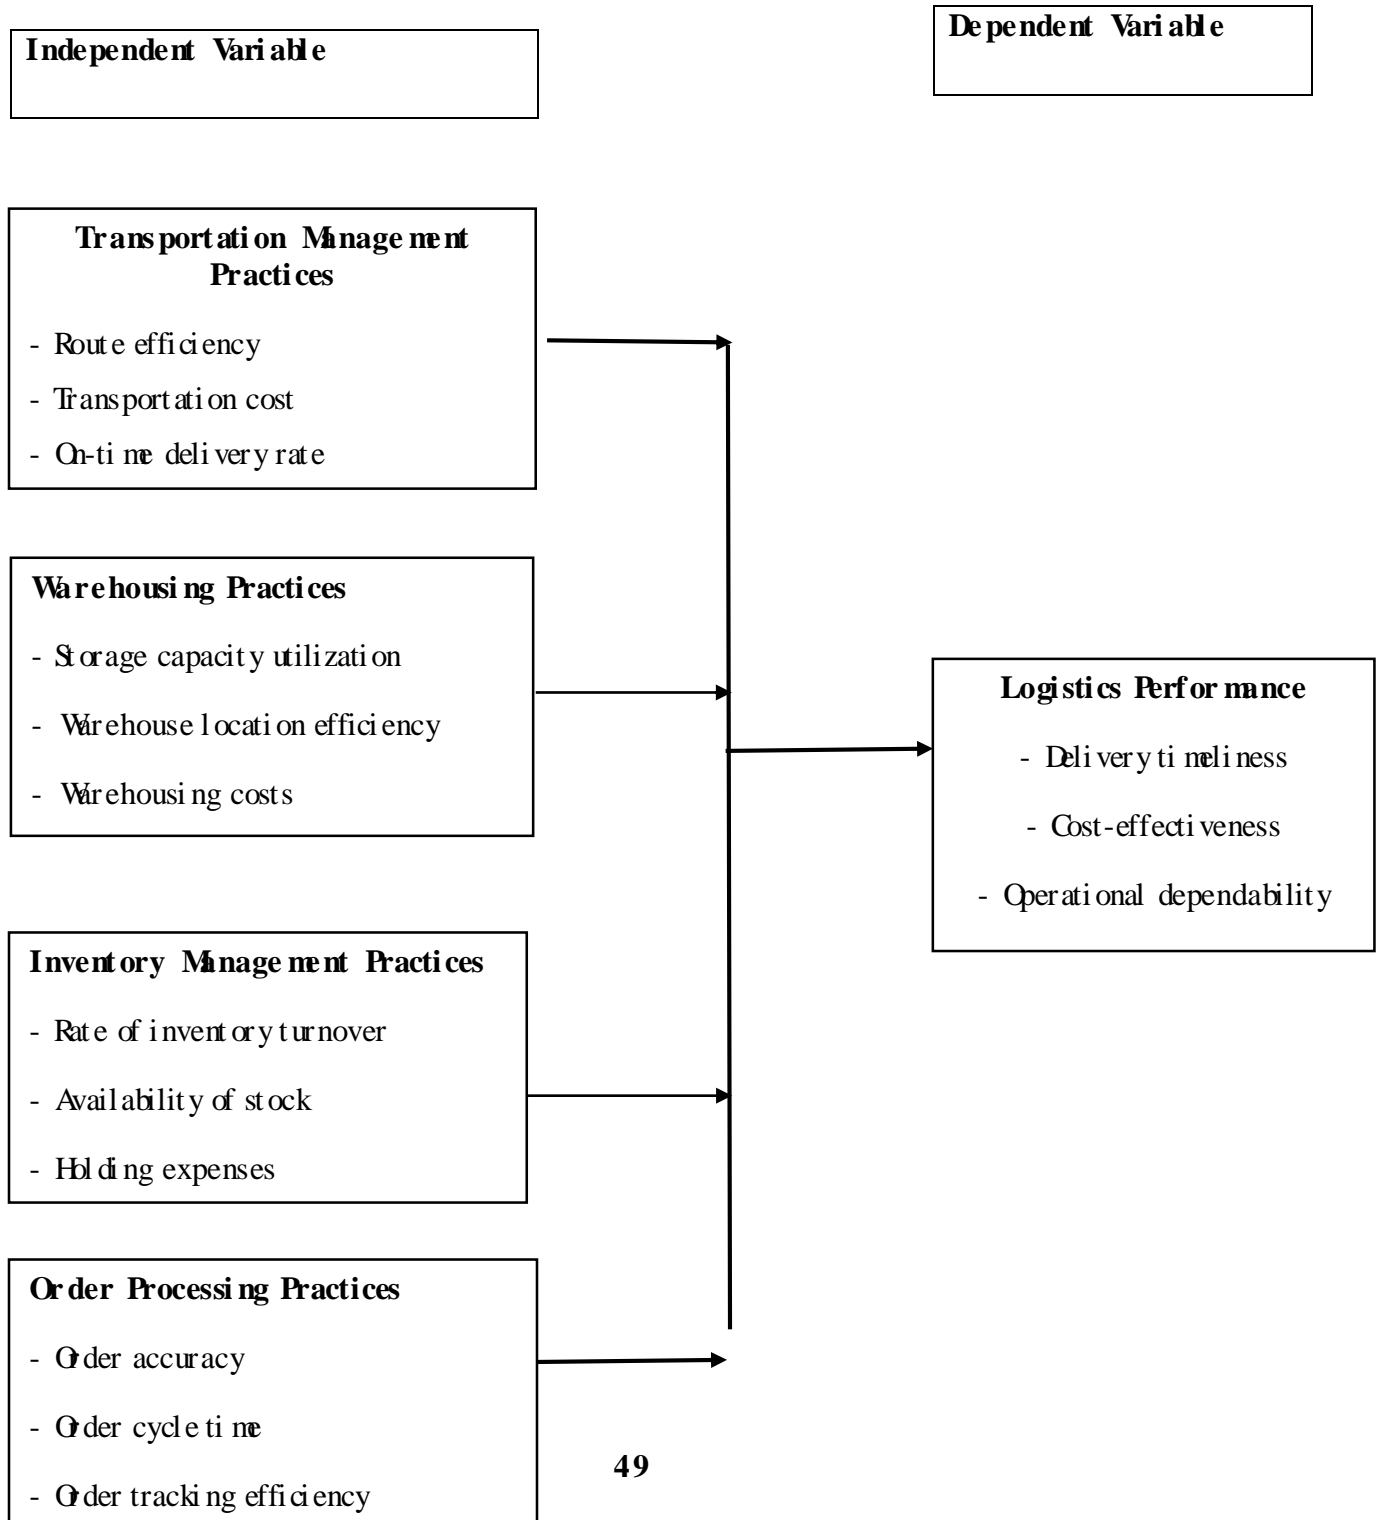 Independent Variable
Dependent Variable
Transportation Management
Practices
- Route efficiency
- Transportation cost
- On-time delivery rate
Warehousing Practices
- Storage capacity utilization
- Warehouse location efficiency
- Warehousing costs
Logistics Performance
- Delivery timeliness
- Cost-effectiveness
- Operational dependability
Inventory Management Practices
- Rate of inventory turnover
- Availability of stock
- Holding expenses
Order Processing Practices
- Order accuracy
- Order cycle time
- Order tracking efficiency
49